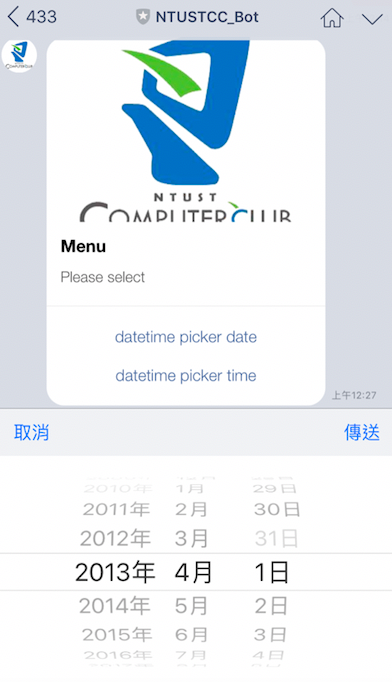 433
NTUSTCC_Bot
NTUST
COMPUTER CLUB
Menu
Please select
datetime picker date
datetime picker time
上午12:27
取消 傳送
2010年 1月 29日
2011年 2月 30日
2012年 3月 31日
2013年 4月 1日
2014年 5月 2日
2015年 6月 3日
2016年 7月 4日